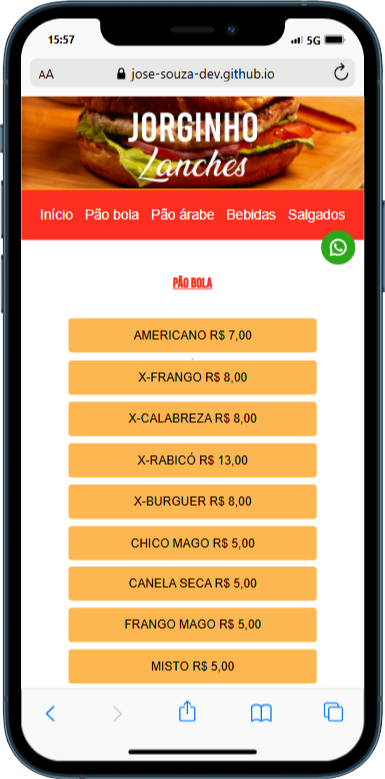 15:57
5G
AA
jose-souza-dev.github.io
JORGINHO
Lanches
Início Pão bola Pão árabe Bebidas Salgados
PÃO BOLA
AMERICANO R$ 7,00
X-FRANGO R$ 8,00
X-CALABREZA R$ 8,00
X-RABICÓ R$ 13,00
X-BURGUER R$ 8,00
CHICO MAGO R$ 5,00
CANELA SECA R$ 5,00
FRANGO MAGO R$ 5,00
MISTO R$ 5,00